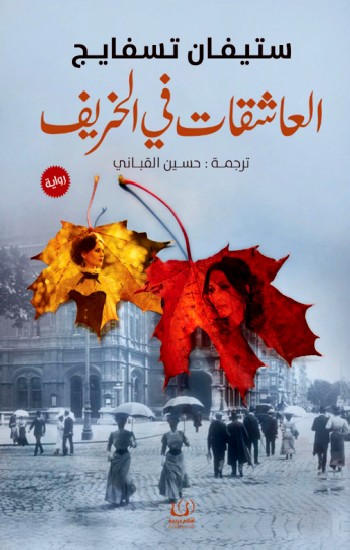 ستيفان تسفايج
العاشقات في الخريف
ترجمة : حسين القباني
رواية